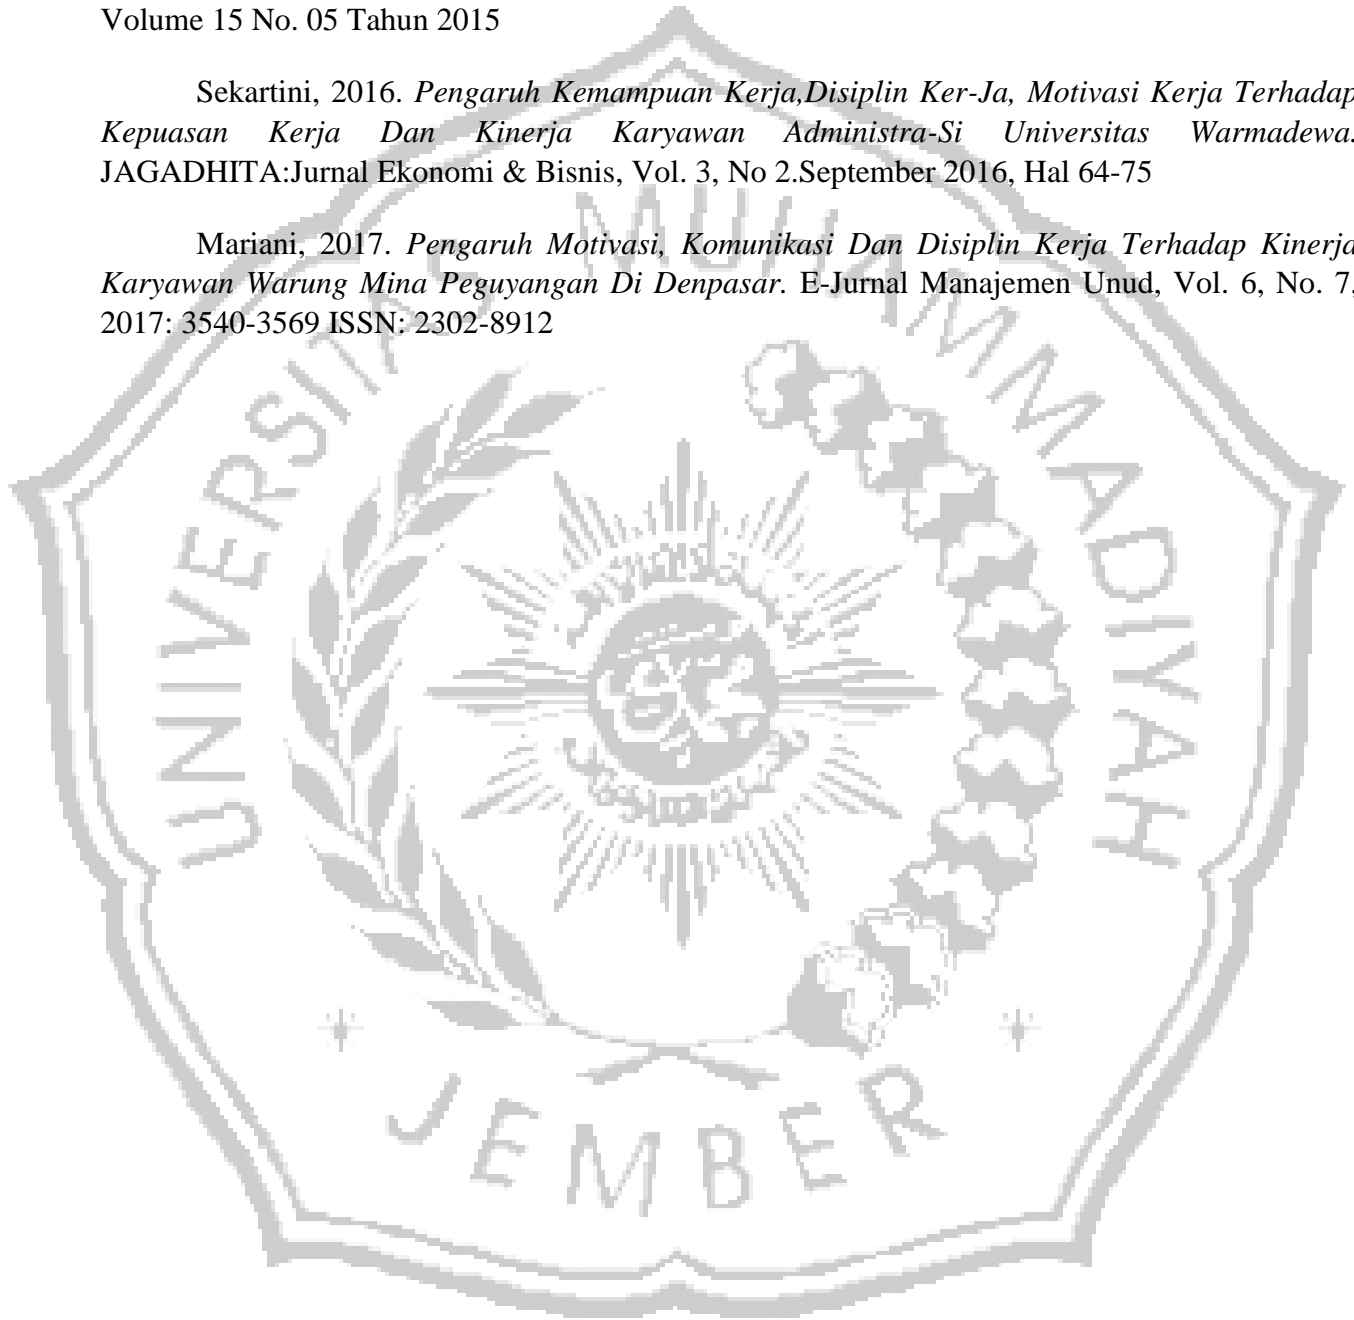 Volume 15 No. 05 Tahun 2015
Sekartini, 2016. Pengaruh Kemampuan Kerja,Disiplin Ker-Ja, Motivasi Kerja Terhadap
Kepuasan Kerja Dan Kinerja Karyawan Administra-Si Universitas Warmadewa.
JAGADHITA:Jurnal Ekonomi & Bisnis, Vol. 3, No 2.September 2016, Hal 64-75
Mariani, 2017. Pengaruh Motivasi, Komunikasi Dan Disiplin Kerja Terhadap Kinerja
Karyawan Warung Mina Peguyangan Di Denpasar. E-Jurnal Manajemen Unud, Vol. 6, No. 7,
2017: 3540-3569 ISSN: 2302-8912
UNIVERSITAS MUHAMMADIYAH
JEMBER